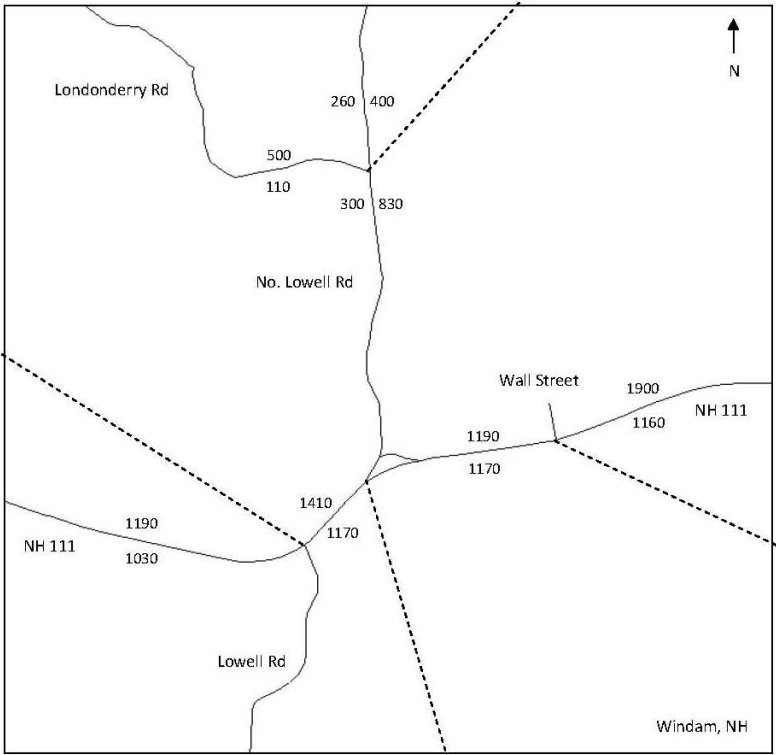 N
Londonderry Rd
260 400
500
110
300 830
No. Lowell Rd
Wall Street
1900
NH 111
1160
1190
1170
1410
1170
1190
NH 111
1030
Lowell Rd
Windam, NH